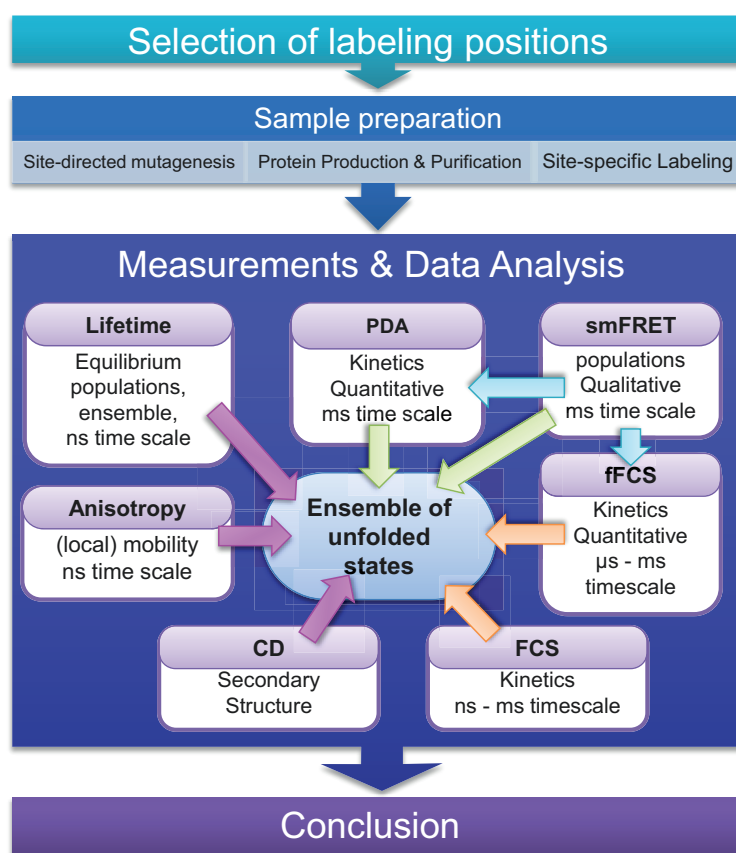 Selection of labeling positions
Sample preparation
Site-directed mutagenesis
Protein Production & Purification
Site-specific Labeling
Measurements & Data Analysis
Lifetime
Equilibrium
populations,
ensemble,
ns time scale
PDA
Kinetics
Quantitative
ms time scale
smFRET
populations
Qualitative
ms time scale
Anisotropy
(local) mobility
ns time scale
Ensemble of
unfolded
states
fFCS
Kinetics
Quantitative
µs - ms
timescale
CD
Secondary
Structure
FCS
Kinetics
ns - ms timescale
Conclusion